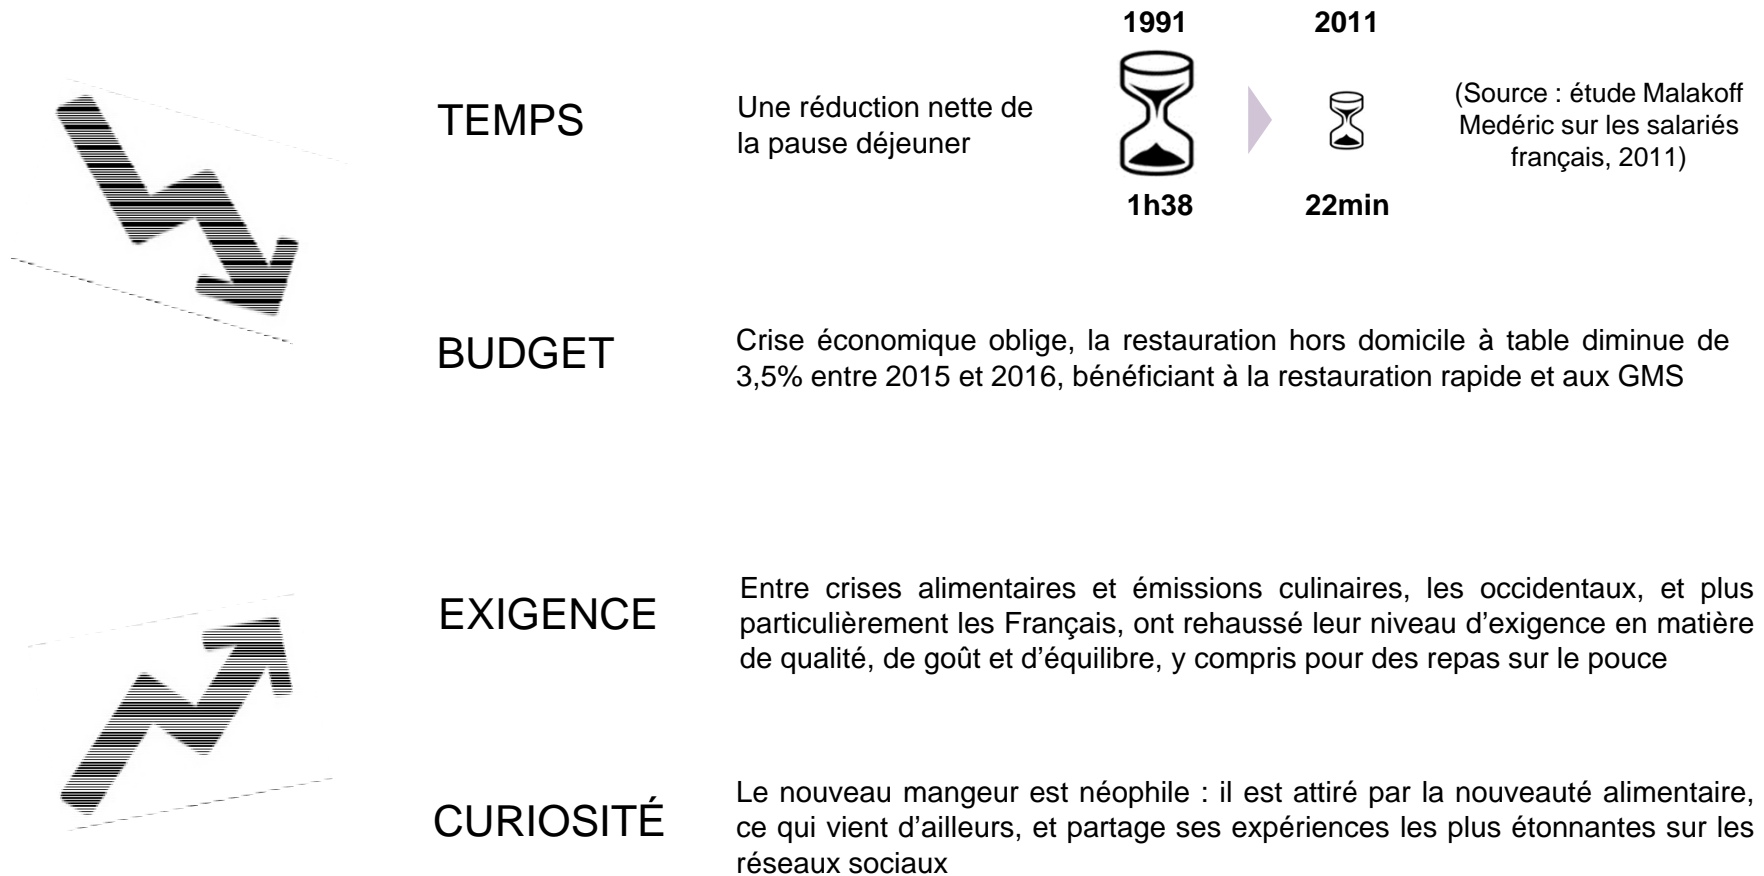 1991
2011
TEMPS
Une réduction nette de
la pause déjeuner
(Source : étude Malakoff
Medéric sur les salariés
français, 2011)
1h38
22min
BUDGET
Crise économique oblige, la restauration hors domicile à table diminue de
3,5% entre 2015 et 2016, bénéficiant à la restauration rapide et aux GMS
EXIGENCE
Entre crises alimentaires et émissions culinaires, les occidentaux, et plus
particulièrement les Français, ont rehaussé leur niveau d’exigence en matière
de qualité, de goût et d’équilibre, y compris pour des repas sur le pouce
CURIOSITÉ
Le nouveau mangeur est néophile : il est attiré par la nouveauté alimentaire,
ce qui vient d’ailleurs, et partage ses expériences les plus étonnantes sur les
réseaux sociaux